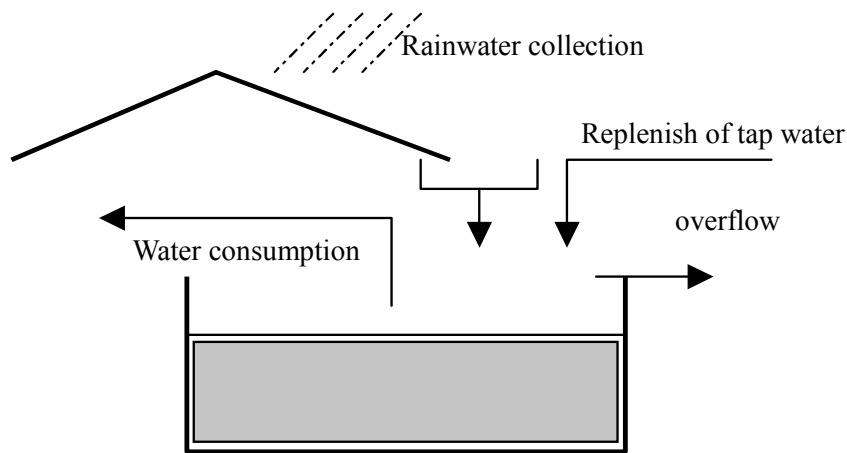 Rainwater collection
Replenish of tap water
overflow
Water consumption